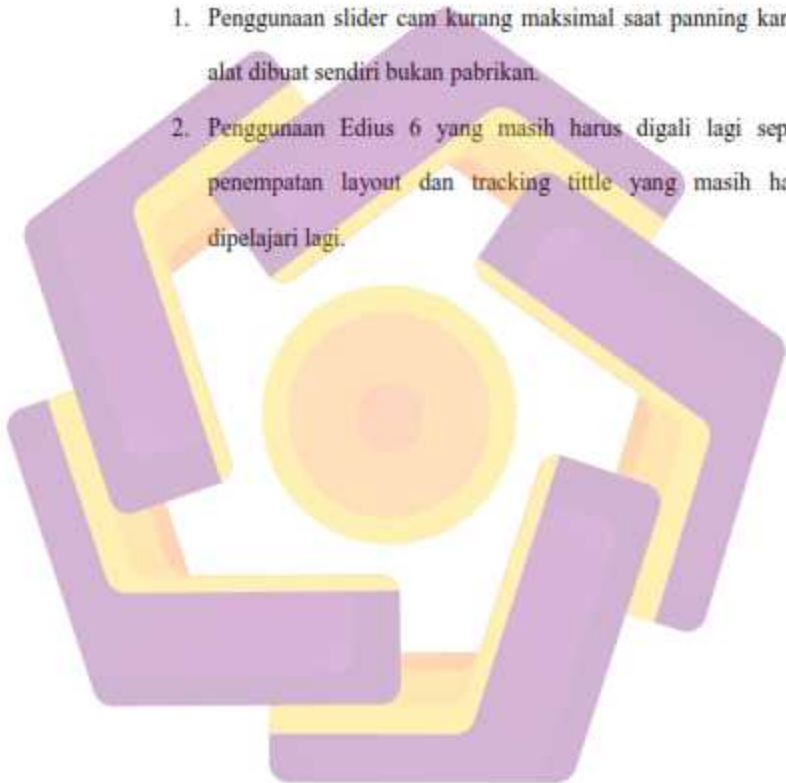 1. Penggunaan slider cam kurang maksimal saat panning kar
alat dibuat sendiri bukan pabrikan.
2. Penggunaan Edius 6 yang masih harus digali lagi sep
penempatan layout dan tracking tittle yang masih ha
dipelajari lagi.